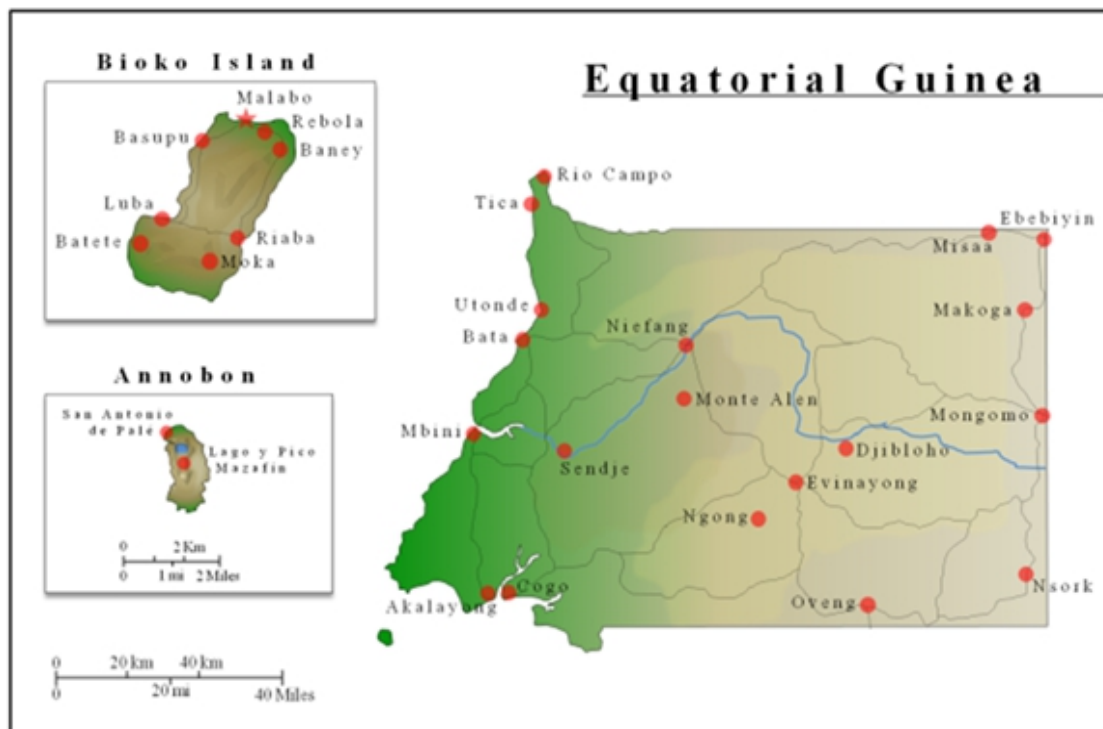 Bioko Island
Malabo
Rebola
Basupu
Baney
Luba
Batete
Riaba
Moka
Annobon
San Antonio
de Palé
Lago y Pico
Mazafin
0 2 Km
0 1 mi 2 Miles
0 20 km 40 km
0 20 mi 40 Miles
Equatorial Guinea
Rio Campo
Tica
Ebebiyin
Misaa
Utonde
Makoga
Niefang
Bata
Monte Alen
Mongomo
Mbini
Djibloho
Sendje
Evinayong
Ngong
Nsork
Cogo
Akalayong
Oveng